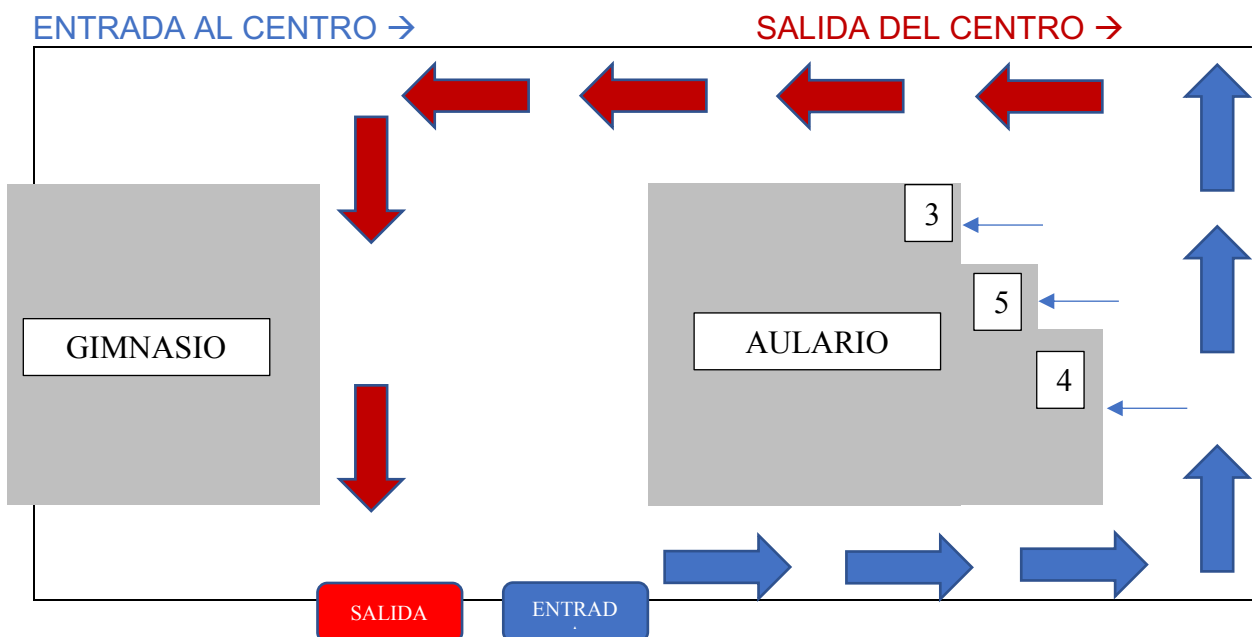 ENTRADA AL CENTRO →
SALIDA DEL CENTRO →
3
5
GIMNASIO
AULARIO
4
SALIDA
ENTRAD